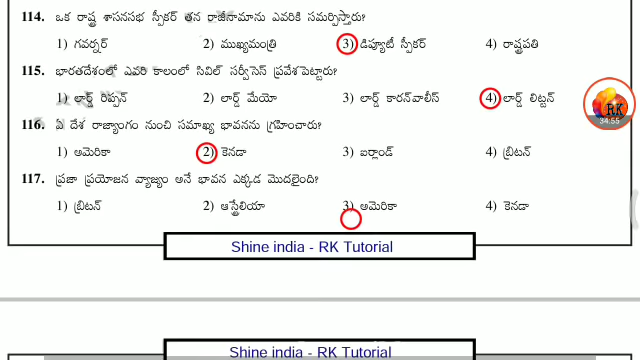 114. ఒక రాష్ట్ర శాసనసభ స్పీకర్ తన రాజీనామాను ఎవరికి సమర్పిస్తారు?
1) గవర్నర్ 2) ముఖ్యమంత్రి 3) డిప్యూటీ స్పీకర్ 4) రాష్ట్రపతి
115. భారతదేశంలో ఎవరి కాలంలో సివిల్ సర్వీసెస్ ప్రవేశపెట్టారు?
1) లార్డ్ రిప్పన్ 2) లార్డ్ మేయో 3) లార్డ్ కారన్‌వాలీస్ 4) లార్డ్ లిట్టన్
RK
34:55
116. ఏ దేశ రాజ్యాంగం నుంచి సమాఖ్య భావనను గ్రహించారు?
1) అమెరికా 2) కెనడా 3) ఐర్లాండ్ 4) బ్రిటన్
117. ప్రజా ప్రయోజన వ్యాజ్యం అనే భావన ఎక్కడ మొదలైంది?
1) బ్రిటన్ 2) ఆస్ట్రేలియా 3) అమెరికా 4) కెనడా
Shine india - RK Tutorial
Shine india - RK Tutorial